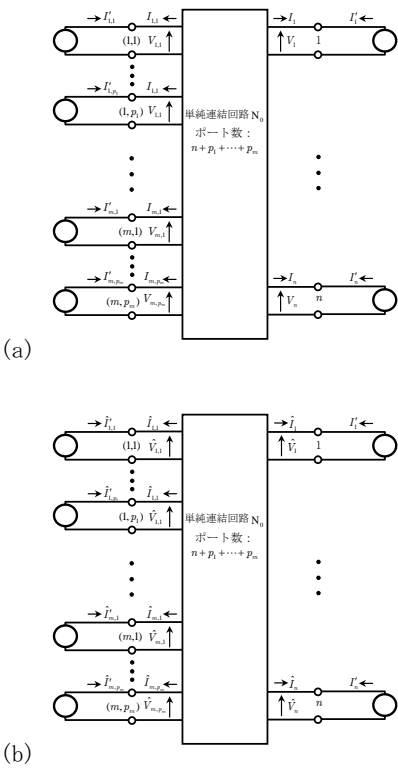 I′₁,₁ I₁,₁ I₁ I′₁
(1,1) V₁,₁ V₁ 1
I′₁,ₚ₁ I₁,₁
(1, p₁) V₁,₁
単純連結回路 N₀
ポート数：
n + p₁ + ⋯ + pₘ
I′ₘ,₁ Iₘ,₁
(m,1) Vₘ,₁
I′ₘ,ₚₘ Iₘ,ₚₘ Iₙ I′ₙ
(m, pₘ) Vₘ,ₚₘ Vₙ n
(a)
Î′₁,₁ Î₁,₁ Î₁ I′₁
(1,1) V̂₁,₁ V̂₁ 1
Î′₁,ₚ₁ Î₁,₁
(1, p₁) V̂₁,₁
単純連結回路 N₀
ポート数：
n + p₁ + ⋯ + pₘ
Î′ₘ,₁ Îₘ,₁
(m,1) V̂ₘ,₁
Î′ₘ,ₚₘ Îₘ,ₚₘ Îₙ I′ₙ
(m, pₘ) V̂ₘ,ₚₘ V̂ₙ n
(b)